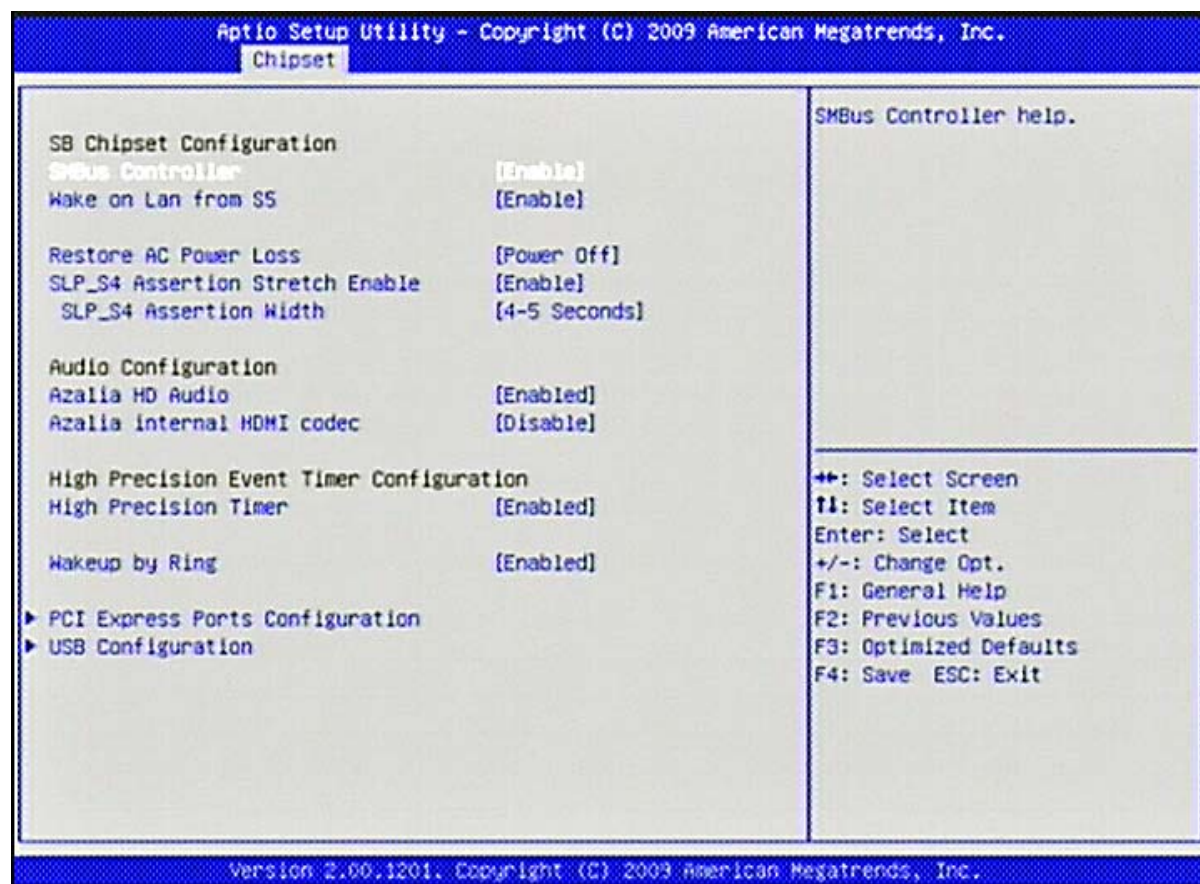 Aptio Setup Utility - Copyright (C) 2009 American Megatrends, Inc.
Chipset
SB Chipset Configuration
SMBus Controller [Enable]
Wake on Lan from S5 [Enable]
Restore AC Power Loss [Power Off]
SLP_S4 Assertion Stretch Enable [Enable]
SLP_S4 Assertion Width [4-5 Seconds]
Audio Configuration
Azalia HD Audio [Enabled]
Azalia internal HDMI codec [Disable]
High Precision Event Timer Configuration
High Precision Timer [Enabled]
Wakeup by Ring [Enabled]
PCI Express Ports Configuration
USB Configuration
SMBus Controller help.
→←: Select Screen
↑↓: Select Item
Enter: Select
+/-: Change Opt.
F1: General Help
F2: Previous Values
F3: Optimized Defaults
F4: Save ESC: Exit
Version 2.00.1201. Copyright (C) 2009 American Megatrends, Inc.